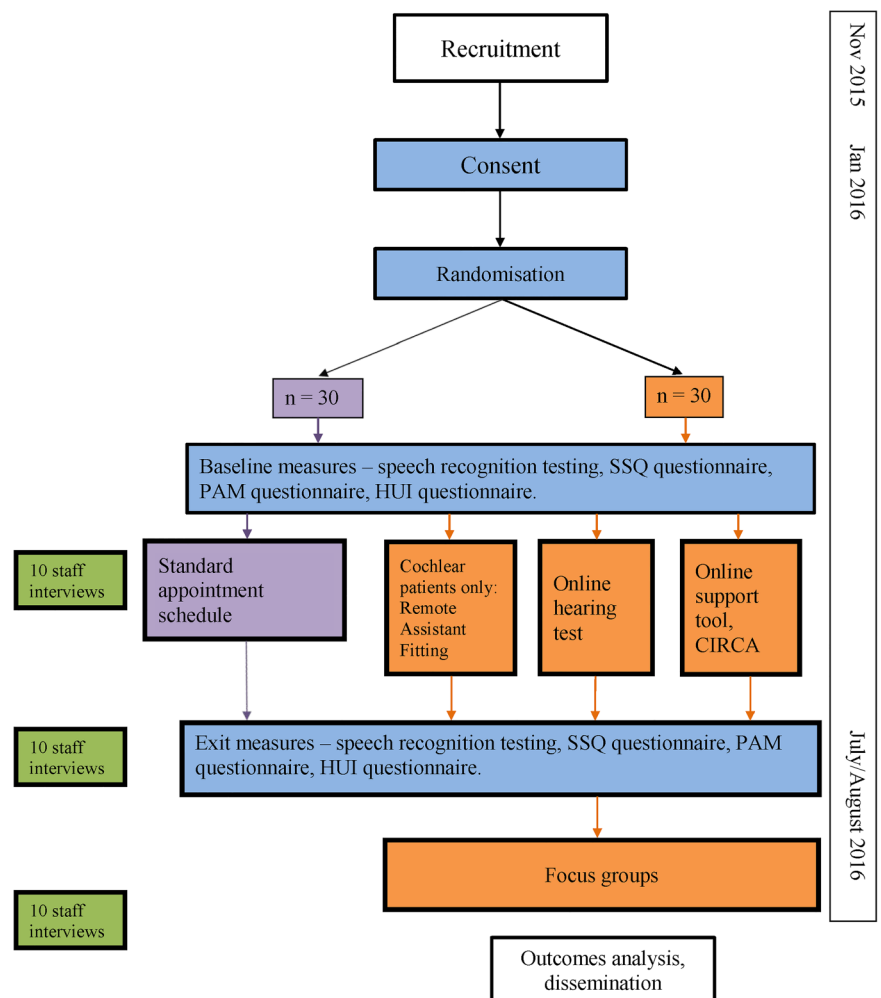 Recruitment
Nov 2015
Consent
Jan 2016
Randomisation
n = 30
n = 30
Baseline measures – speech recognition testing, SSQ questionnaire,
PAM questionnaire, HUI questionnaire.
10 staff
interviews
Standard
appointment
schedule
Cochlear
patients only:
Remote
Assistant
Fitting
Online
hearing
test
Online
support
tool,
CIRCA
10 staff
interviews
Exit measures – speech recognition testing, SSQ questionnaire, PAM
questionnaire, HUI questionnaire.
July/August 2016
Focus groups
10 staff
interviews
Outcomes analysis,
dissemination